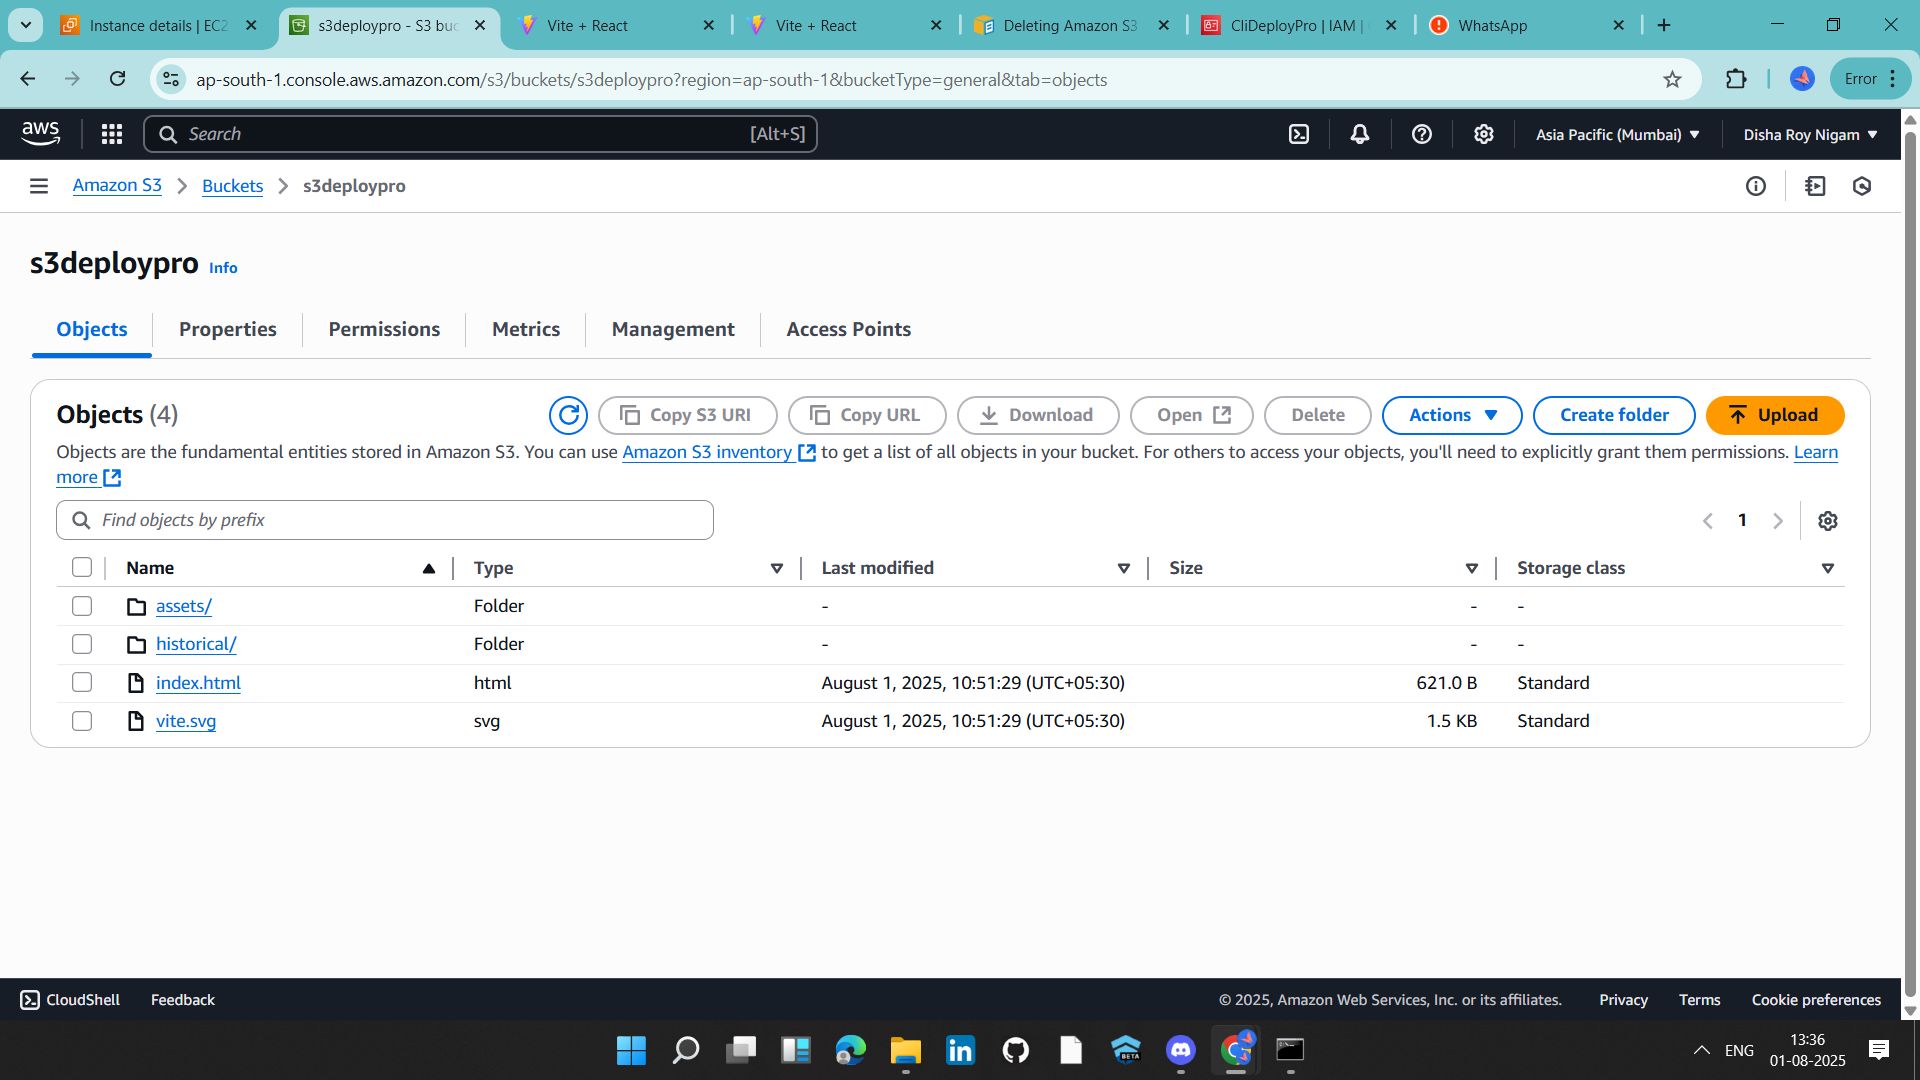 Instance details | EC2
s3deploypro - S3 buc
Vite + React
Vite + React
Deleting Amazon S3
CliDeployPro | IAM |
WhatsApp
ap-south-1.console.aws.amazon.com/s3/buckets/s3deploypro?region=ap-south-1&bucketType=general&tab=objects
Error
aws
Search
[Alt+S]
Asia Pacific (Mumbai)
Disha Roy Nigam
Amazon S3
Buckets
s3deploypro
s3deploypro Info
Objects
Properties
Permissions
Metrics
Management
Access Points
Objects (4)
Copy S3 URI
Copy URL
Download
Open
Delete
Actions
Create folder
Upload
Objects are the fundamental entities stored in Amazon S3. You can use Amazon S3 inventory to get a list of all objects in your bucket. For others to access your objects, you'll need to explicitly grant them permissions. Learn
more
Find objects by prefix
1
Name Type Last modified Size Storage class
assets/ Folder - - -
historical/ Folder - - -
index.html html August 1, 2025, 10:51:29 (UTC+05:30) 621.0 B Standard
vite.svg svg August 1, 2025, 10:51:29 (UTC+05:30) 1.5 KB Standard
CloudShell
Feedback
© 2025, Amazon Web Services, Inc. or its affiliates.
Privacy
Terms
Cookie preferences
in
BETA
ENG
13:36
01-08-2025